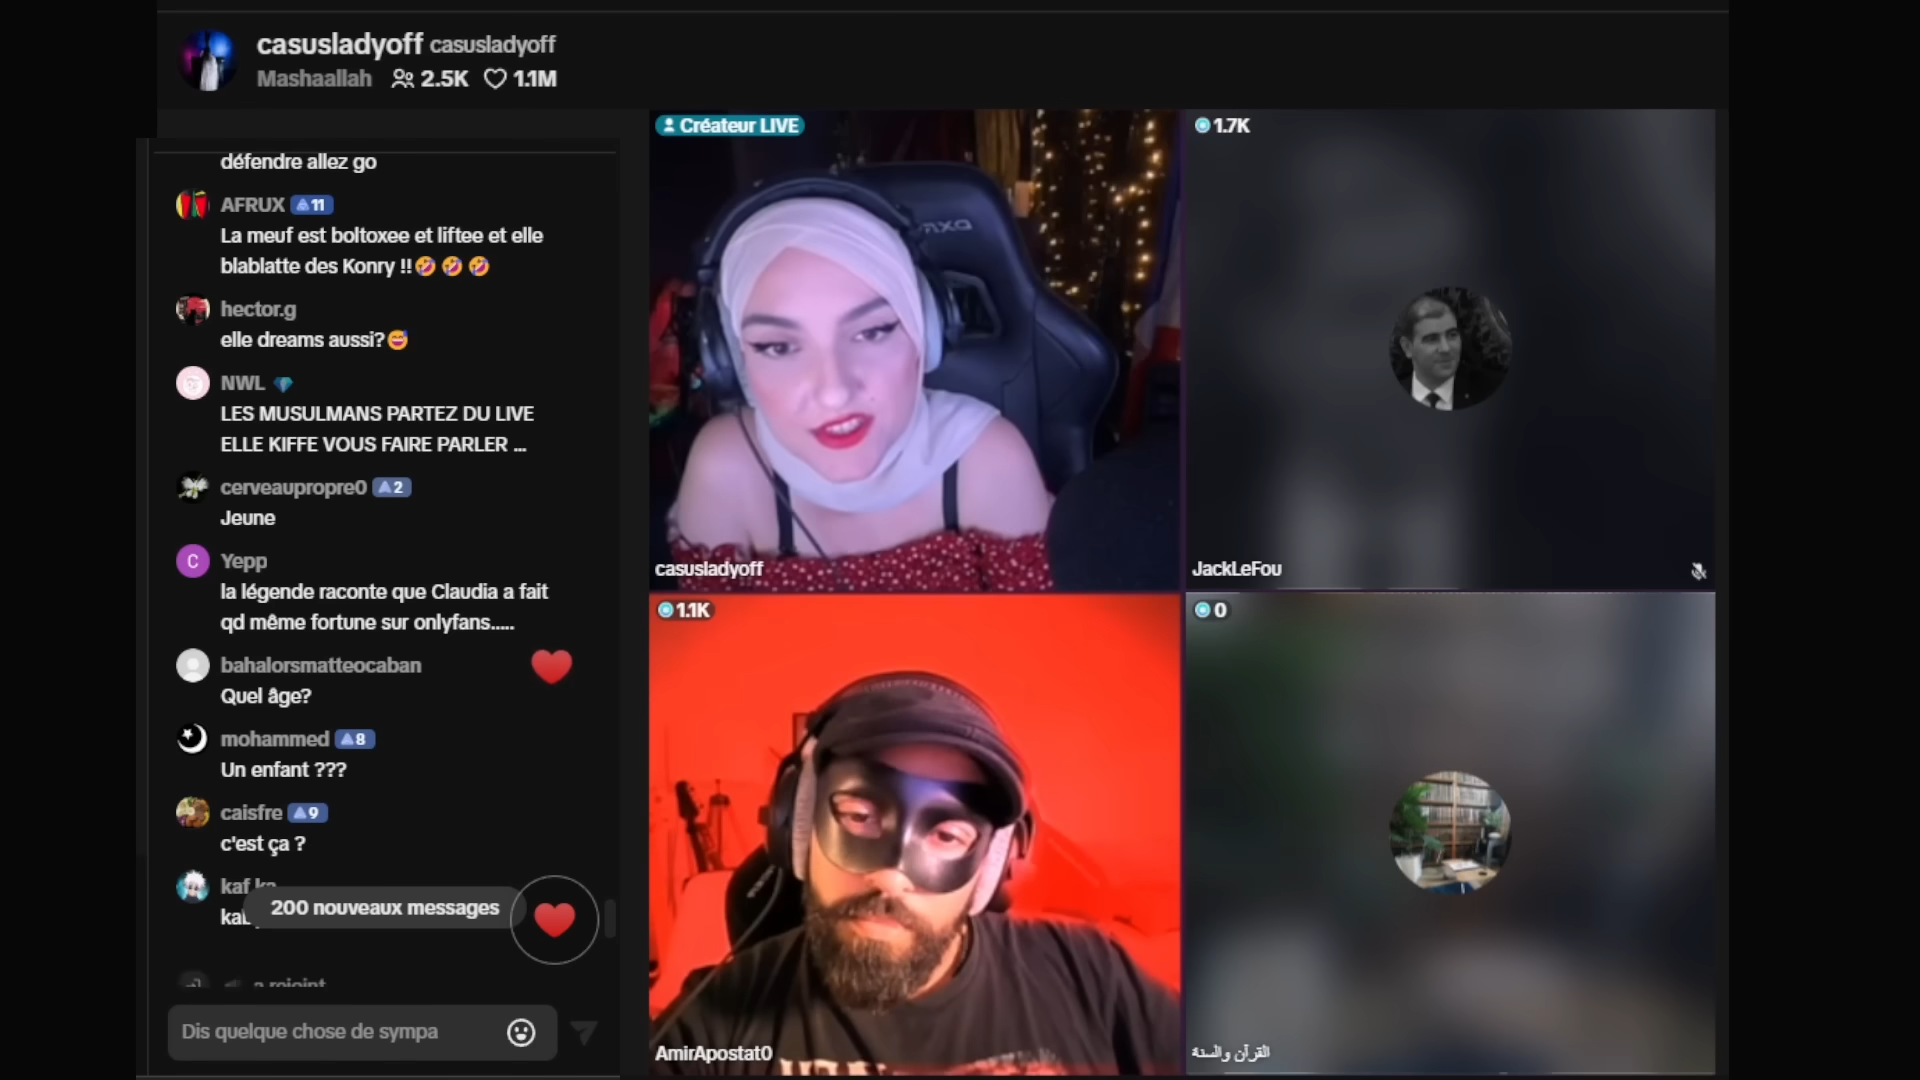 casusladyoff casusladyoff
Mashaallah 2.5K 1.1M
défendre allez go
AFRUX 11
La meuf est boltoxee et liftee et elle
blablatte des Konry !!🤣🤣🤣
hector.g
elle dreams aussi?😅
NWL 💎
LES MUSULMANS PARTEZ DU LIVE
ELLE KIFFE VOUS FAIRE PARLER ...
cerveaupropre0 2
Jeune
C Yepp
la légende raconte que Claudia a fait
qd même fortune sur onlyfans.....
bahalorsmatteocaban
Quel âge?
mohammed 8
Un enfant ???
caisfre 9
c'est ça ?
200 nouveaux messages
a rejoint
Dis quelque chose de sympa
Créateur LIVE
casusladyoff
1.7K
JackLeFou
1.1K
AmirApostat0
0
القرآن والسنة